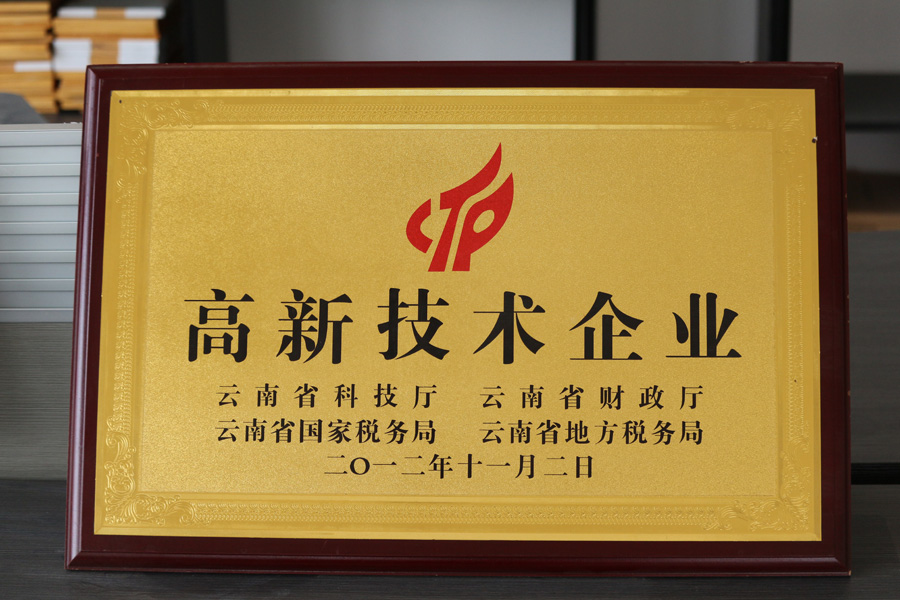 CTP
高新技术企业
云南省科技厅 云南省财政厅
云南省国家税务局 云南省地方税务局
二〇一二年十一月二日